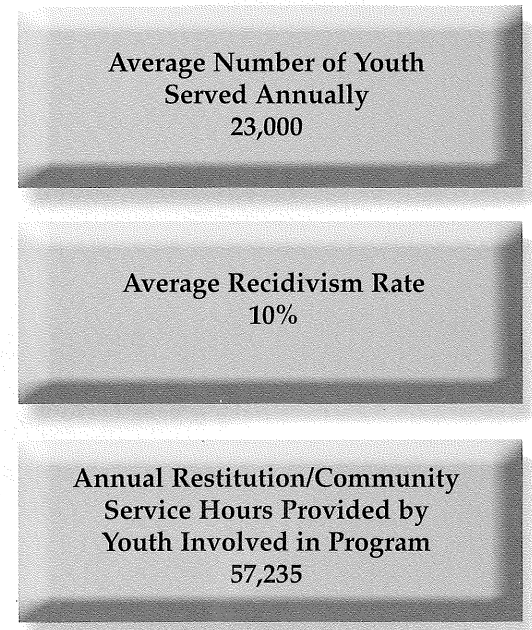 Average Number of Youth
Served Annually
23,000
Average Recidivism Rate
10%
Annual Restitution/Community
Service Hours Provided by
Youth Involved in Program
57,235